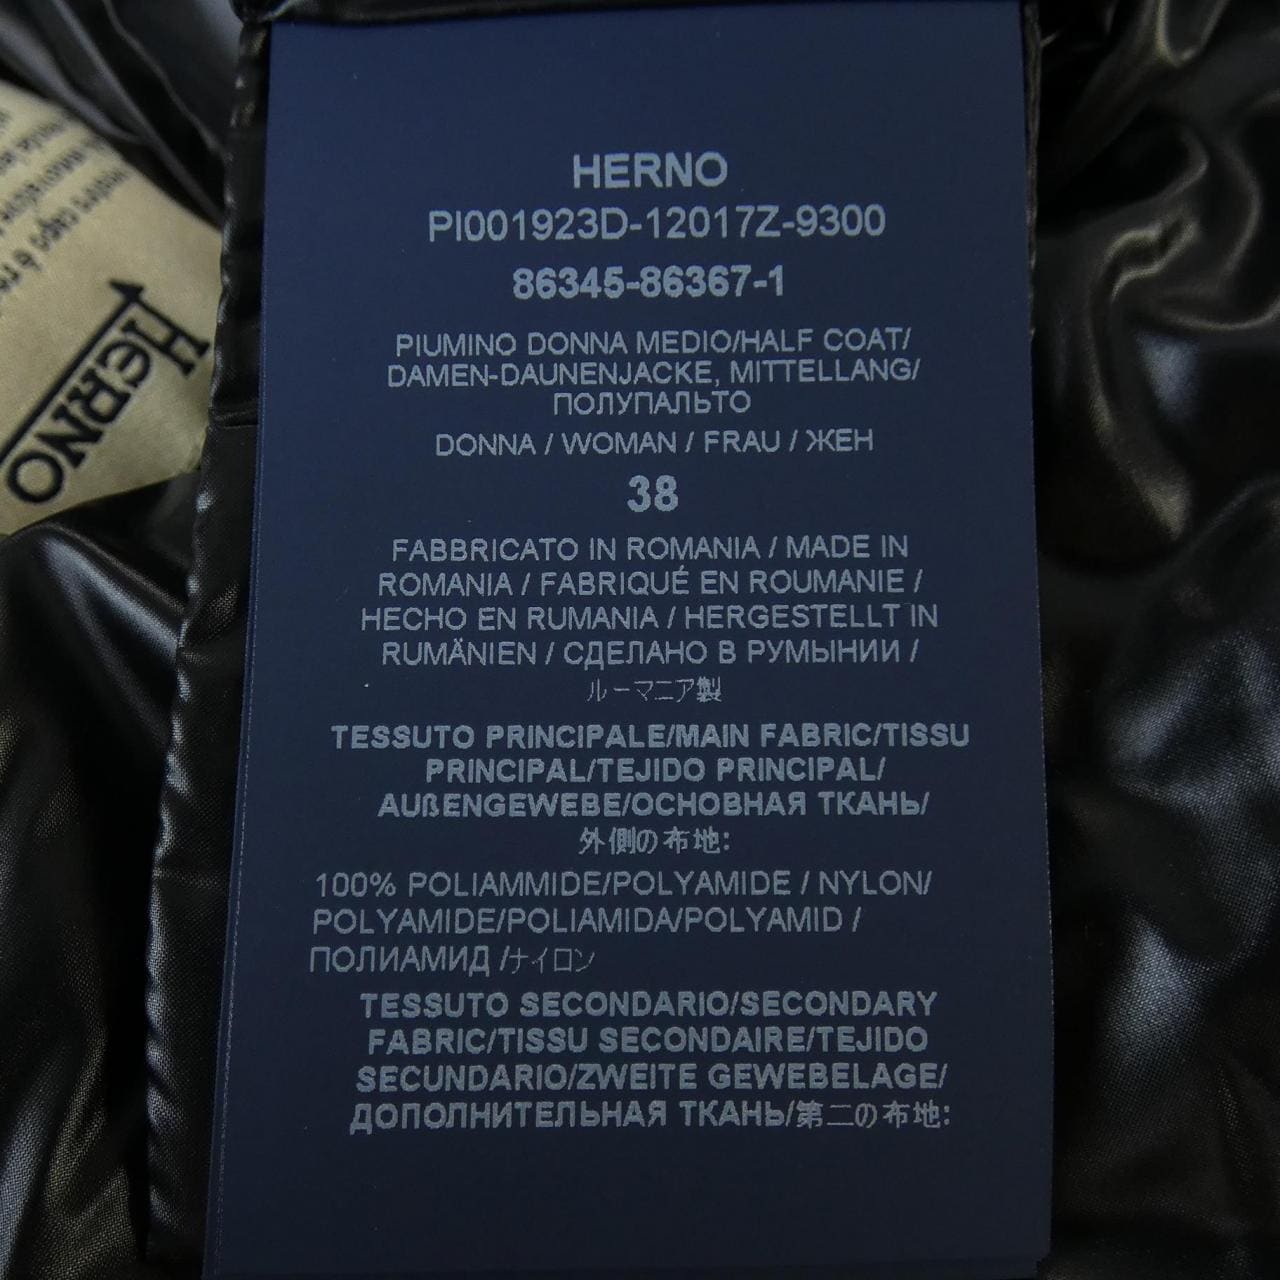 HERNO
PI001923D-12017Z-9300
86345-86367-1
PIUMINO DONNA MEDIO/HALF COAT/
DAMEN-DAUNENJACKE, MITTELLANG/
ПОЛУПАЛЬТО
DONNA / WOMAN / FRAU / ЖЕН
38
FABBRICATO IN ROMANIA / MADE IN
ROMANIA / FABRIQUÉ EN ROUMANIE /
HECHO EN RUMANIA / HERGESTELLT IN
RUMÄNIEN / СДЕЛАНО В РУМЫНИИ /
ルーマニア製
TESSUTO PRINCIPALE/MAIN FABRIC/TISSU
PRINCIPAL/TEJIDO PRINCIPAL/
AUßENGEWEBE/ОСНОВНАЯ ТКАНЬ/
外側の布地:
100% POLIAMMIDE/POLYAMIDE / NYLON/
POLYAMIDE/POLIAMIDA/POLYAMID /
ПОЛИАМИД /ナイロン
TESSUTO SECONDARIO/SECONDARY
FABRIC/TISSU SECONDAIRE/TEJIDO
SECUNDARIO/ZWEITE GEWEBELAGE/
ДОПОЛНИТЕЛЬНАЯ ТКАНЬ/第二の布地:
HERNO